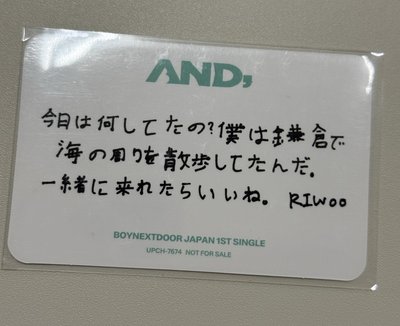 AND,
今日は何してたの?僕は鎌倉で
海の周りを散歩してたんだ。
一緒に来れたらいいね。 RIWOO
BOYNEXTDOOR JAPAN 1ST SINGLE
UPCH-7674 NOT FOR SALE